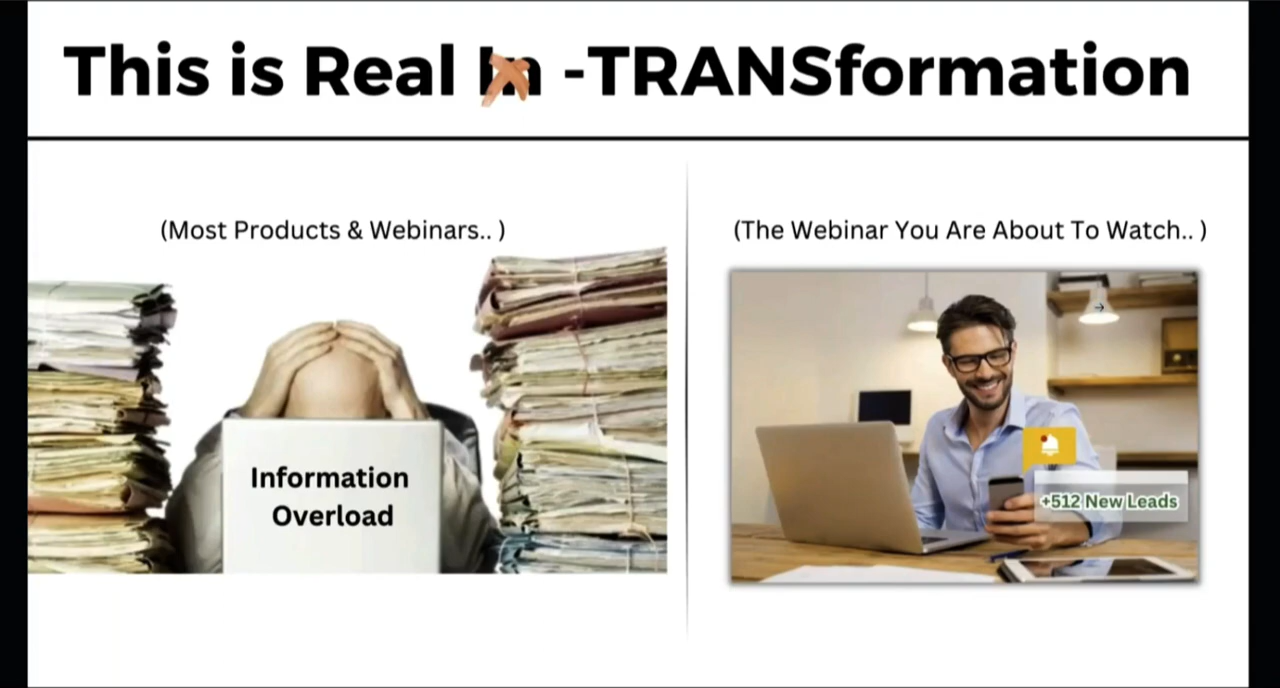 This is Real In -TRANSformation
(Most Products & Webinars.. )
Information
Overload
(The Webinar You Are About To Watch.. )
+512 New Leads